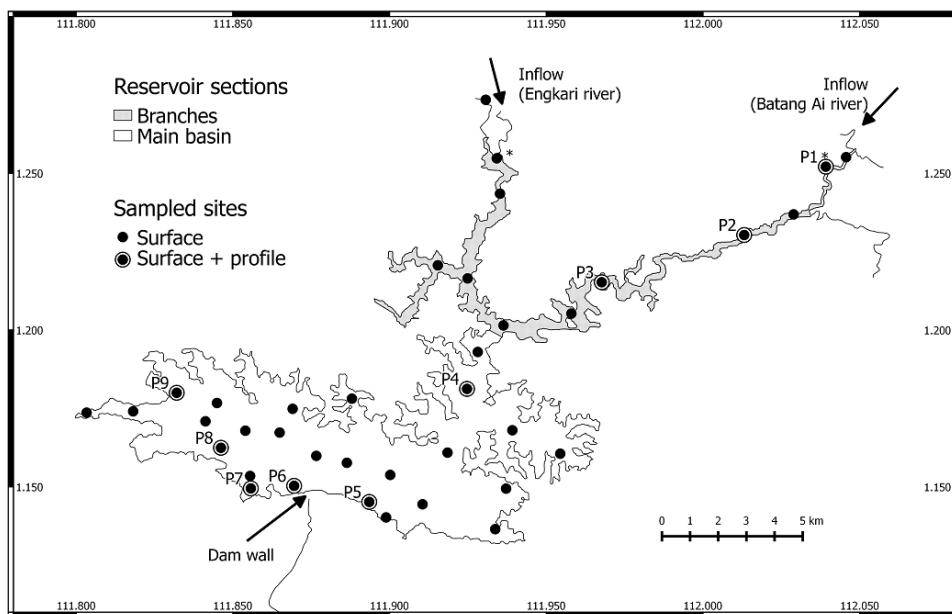 111.800 111.850 111.900 111.950 112.000 112.050
Inflow
(Engkari river)
Inflow
(Batang Ai river)
Reservoir sections
Branches
Main basin
*
P1 *
1.250 1.250
Sampled sites
Surface
Surface + profile
P2
P3
1.200 1.200
P4
P9
P8
P7 P6 P5
1.150 1.150
0 1 2 3 4 5 km
Dam wall
111.800 111.850 111.900 111.950 112.000 112.050